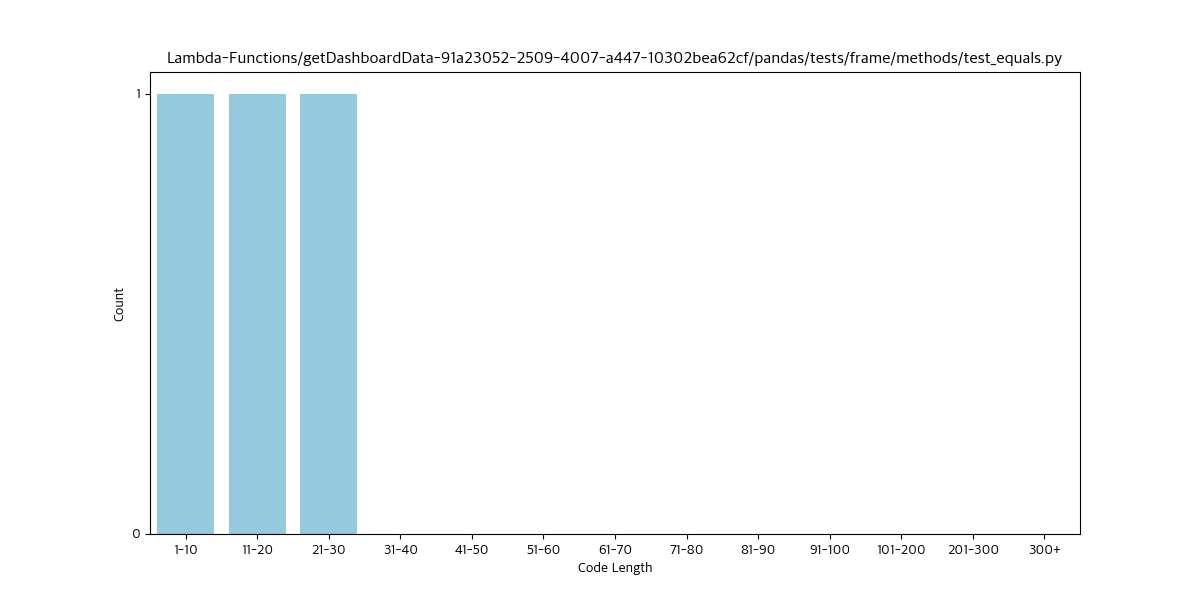 Lambda-Functions/getDashboardData-91a23052-2509-4007-a447-10302bea62cf/pandas/tests/frame/methods/test_equals.py
1
Count
0
1-10 11-20 21-30 31-40 41-50 51-60 61-70 71-80 81-90 91-100 101-200 201-300 300+
Code Length